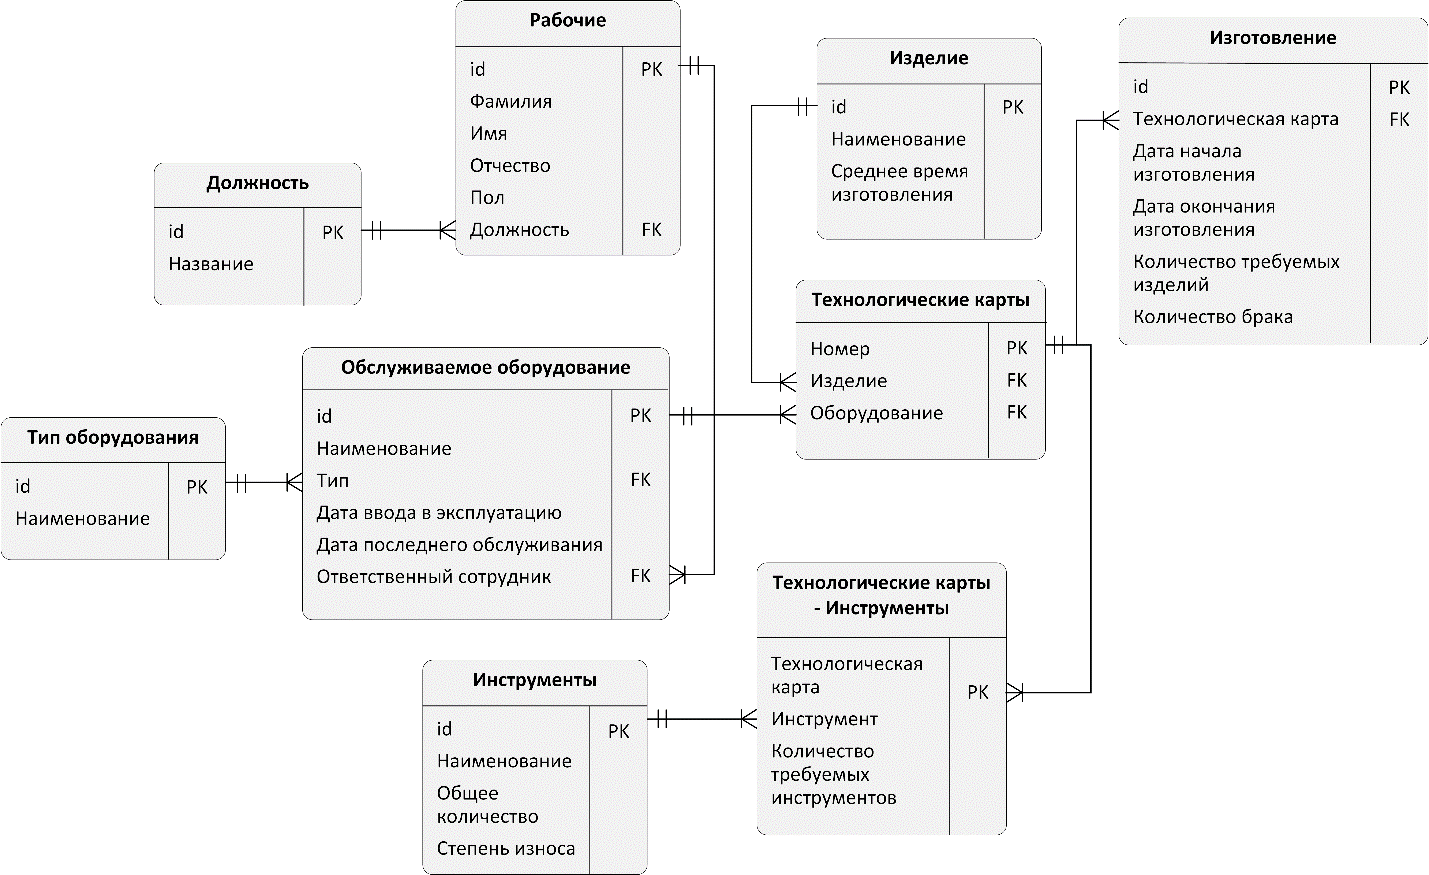 Рабочие
id PK
Фамилия
Имя
Отчество
Пол
Должность FK
Изделие
id PK
Наименование
Среднее время
изготовления
Изготовление
id PK
Технологическая карта FK
Дата начала
изготовления
Дата окончания
изготовления
Количество требуемых
изделий
Количество брака
Должность
id PK
Название
Технологические карты
Номер PK
Изделие FK
Оборудование FK
Обслуживаемое оборудование
id PK
Наименование
Тип FK
Дата ввода в эксплуатацию
Дата последнего обслуживания
Ответственный сотрудник FK
Тип оборудования
id PK
Наименование
Технологические карты
- Инструменты
Технологическая
карта PK
Инструмент
Количество
требуемых
инструментов
Инструменты
id PK
Наименование
Общее
количество
Степень износа